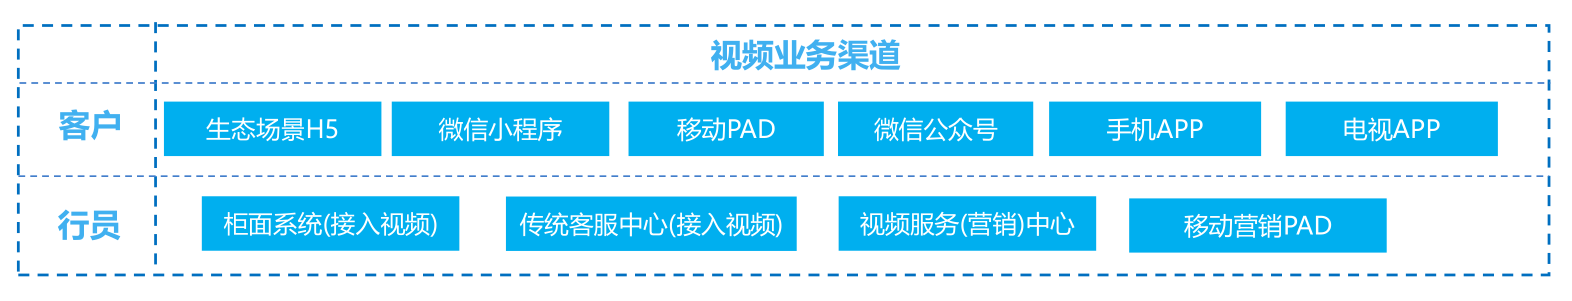 视频业务渠道
客户
生态场景H5
微信小程序
移动PAD
微信公众号
手机APP
电视APP
行员
柜面系统(接入视频)
传统客服中心(接入视频)
视频服务(营销)中心
移动营销PAD